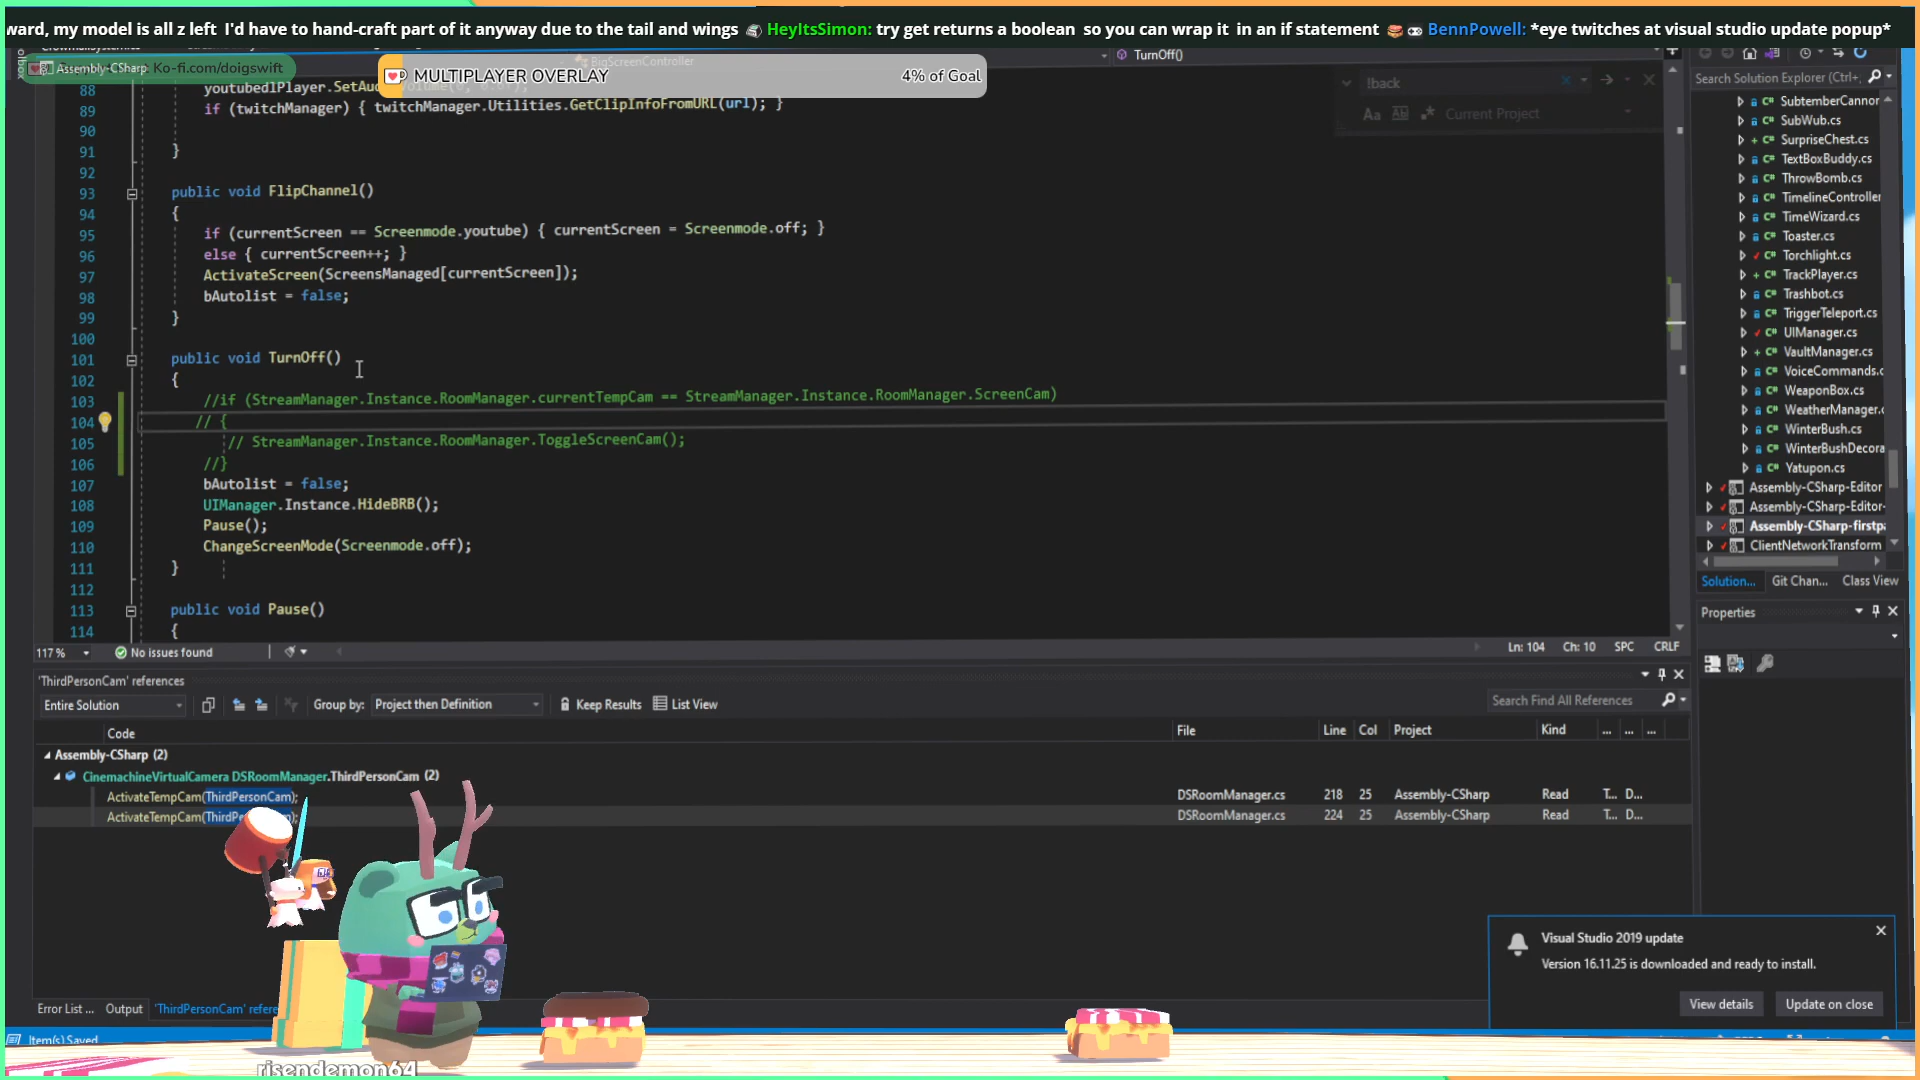 ward, my model is all z left I'd have to hand-craft part of it anyway due to the tail and wings HeyItsSimon: try get returns a boolean so you can wrap it in an if statement BennPowell: *eye twitches at visual studio update popup*
Assembly-CSharp
Ko-fi.com/doigswift
MULTIPLAYER OVERLAY 4% of Goal
BigScreenController
TurnOff()
!back
Aa Ab Current Project
88 youtubedlPlayer.SetAud
89 if (twitchManager) { twitchManager.Utilities.GetClipInfoFromURL(url); }
90
91 }
92
93 public void FlipChannel()
94 {
95 if (currentScreen == Screenmode.youtube) { currentScreen = Screenmode.off; }
96 else { currentScreen++; }
97 ActivateScreen(ScreensManaged[currentScreen]);
98 bAutolist = false;
99 }
100
101 public void TurnOff()
102 {
103 //if (StreamManager.Instance.RoomManager.currentTempCam == StreamManager.Instance.RoomManager.ScreenCam)
104 // {
105 // StreamManager.Instance.RoomManager.ToggleScreenCam();
106 //}
107 bAutolist = false;
108 UIManager.Instance.HideBRB();
109 Pause();
110 ChangeScreenMode(Screenmode.off);
111 }
112
113 public void Pause()
114 {
117 % No issues found Ln: 104 Ch: 10 SPC CRLF
Search Solution Explorer (Ctrl+;
C# SubtemberCannor
C# SubWub.cs
C# SurpriseChest.cs
C# TextBoxBuddy.cs
C# ThrowBomb.cs
C# TimelineController
C# TimeWizard.cs
C# Toaster.cs
C# Torchlight.cs
C# TrackPlayer.cs
C# Trashbot.cs
C# TriggerTeleport.cs
C# UIManager.cs
C# VaultManager.cs
C# VoiceCommands.c
C# WeaponBox.cs
C# WeatherManager.c
C# WinterBush.cs
C# WinterBushDecora
C# Yatupon.cs
Assembly-CSharp-Editor
Assembly-CSharp-Editor-
Assembly-CSharp-firstpa
ClientNetworkTransform
Solution... Git Chan... Class View
Properties
'ThirdPersonCam' references
Entire Solution Group by: Project then Definition Keep Results List View Search Find All References
Code File Line Col Project Kind ... ... ...
Assembly-CSharp (2)
CinemachineVirtualCamera DSRoomManager.ThirdPersonCam (2)
ActivateTempCam(ThirdPersonCam); DSRoomManager.cs 218 25 Assembly-CSharp Read T... D...
ActivateTempCam(ThirdPe DSRoomManager.cs 224 25 Assembly-CSharp Read T... D...
Visual Studio 2019 update
Version 16.11.25 is downloaded and ready to install.
View details Update on close
Error List ... Output 'ThirdPersonCam' refere
Item(s) Saved
risendemon64